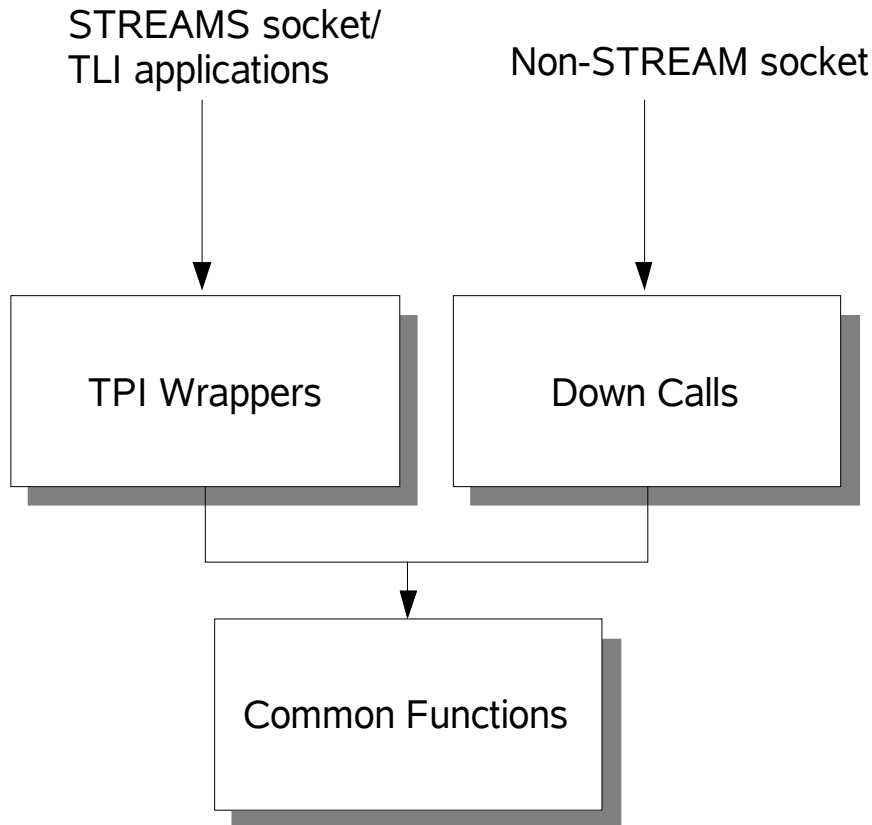 STREAMS socket/
TLI applications
Non-STREAM socket
TPI Wrappers
Down Calls
Common Functions